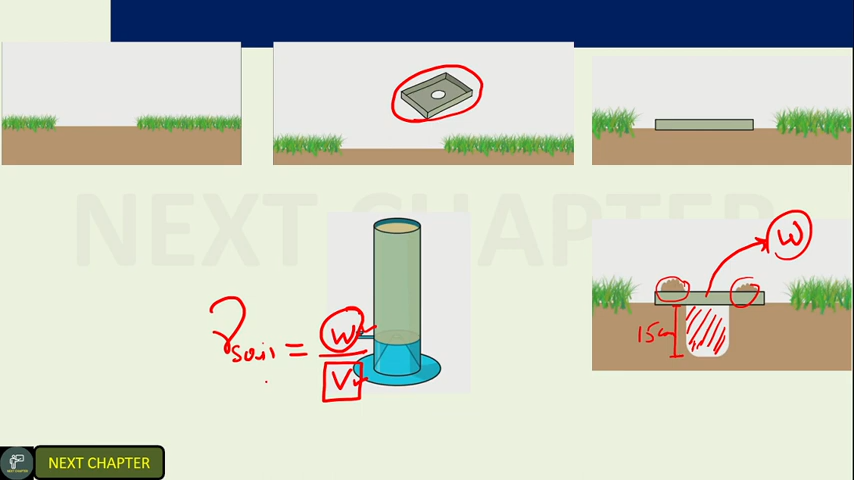 NEXT CHAPTER
W
15cm
γsoil = W
V
NEXT CHAPTER